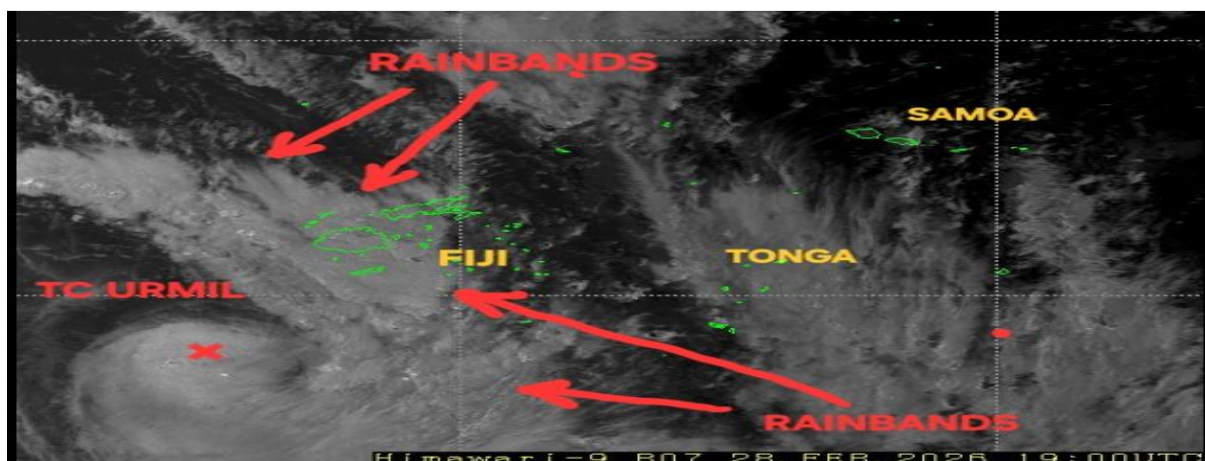 RAINBANDS
SAMOA
FIJI
TONGA
TC URMIL
RAINBANDS
Himawari-9 B07 28 FEB 2026 19:00UTC